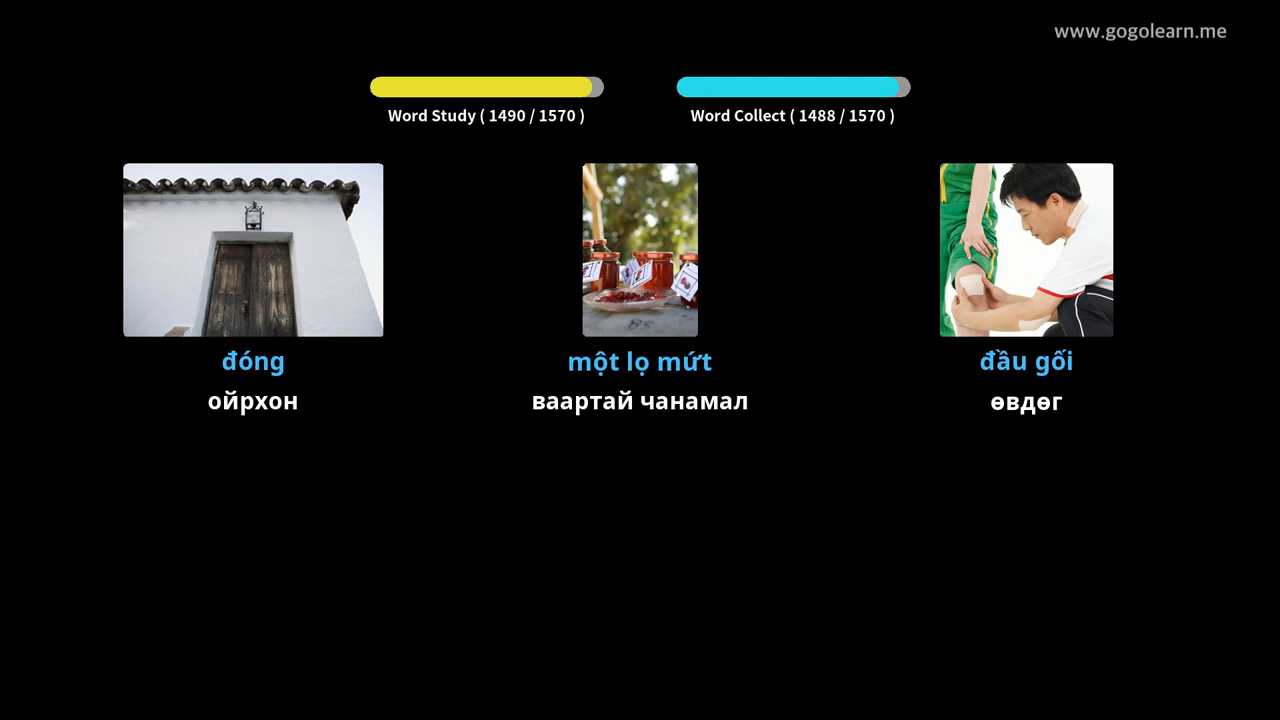 www.gogolearn.me
Word Study ( 1490 / 1570 )
Word Collect ( 1488 / 1570 )
đóng
một lọ mứt
đầu gối
ойрхон
ваартай чанамал
өвдөг